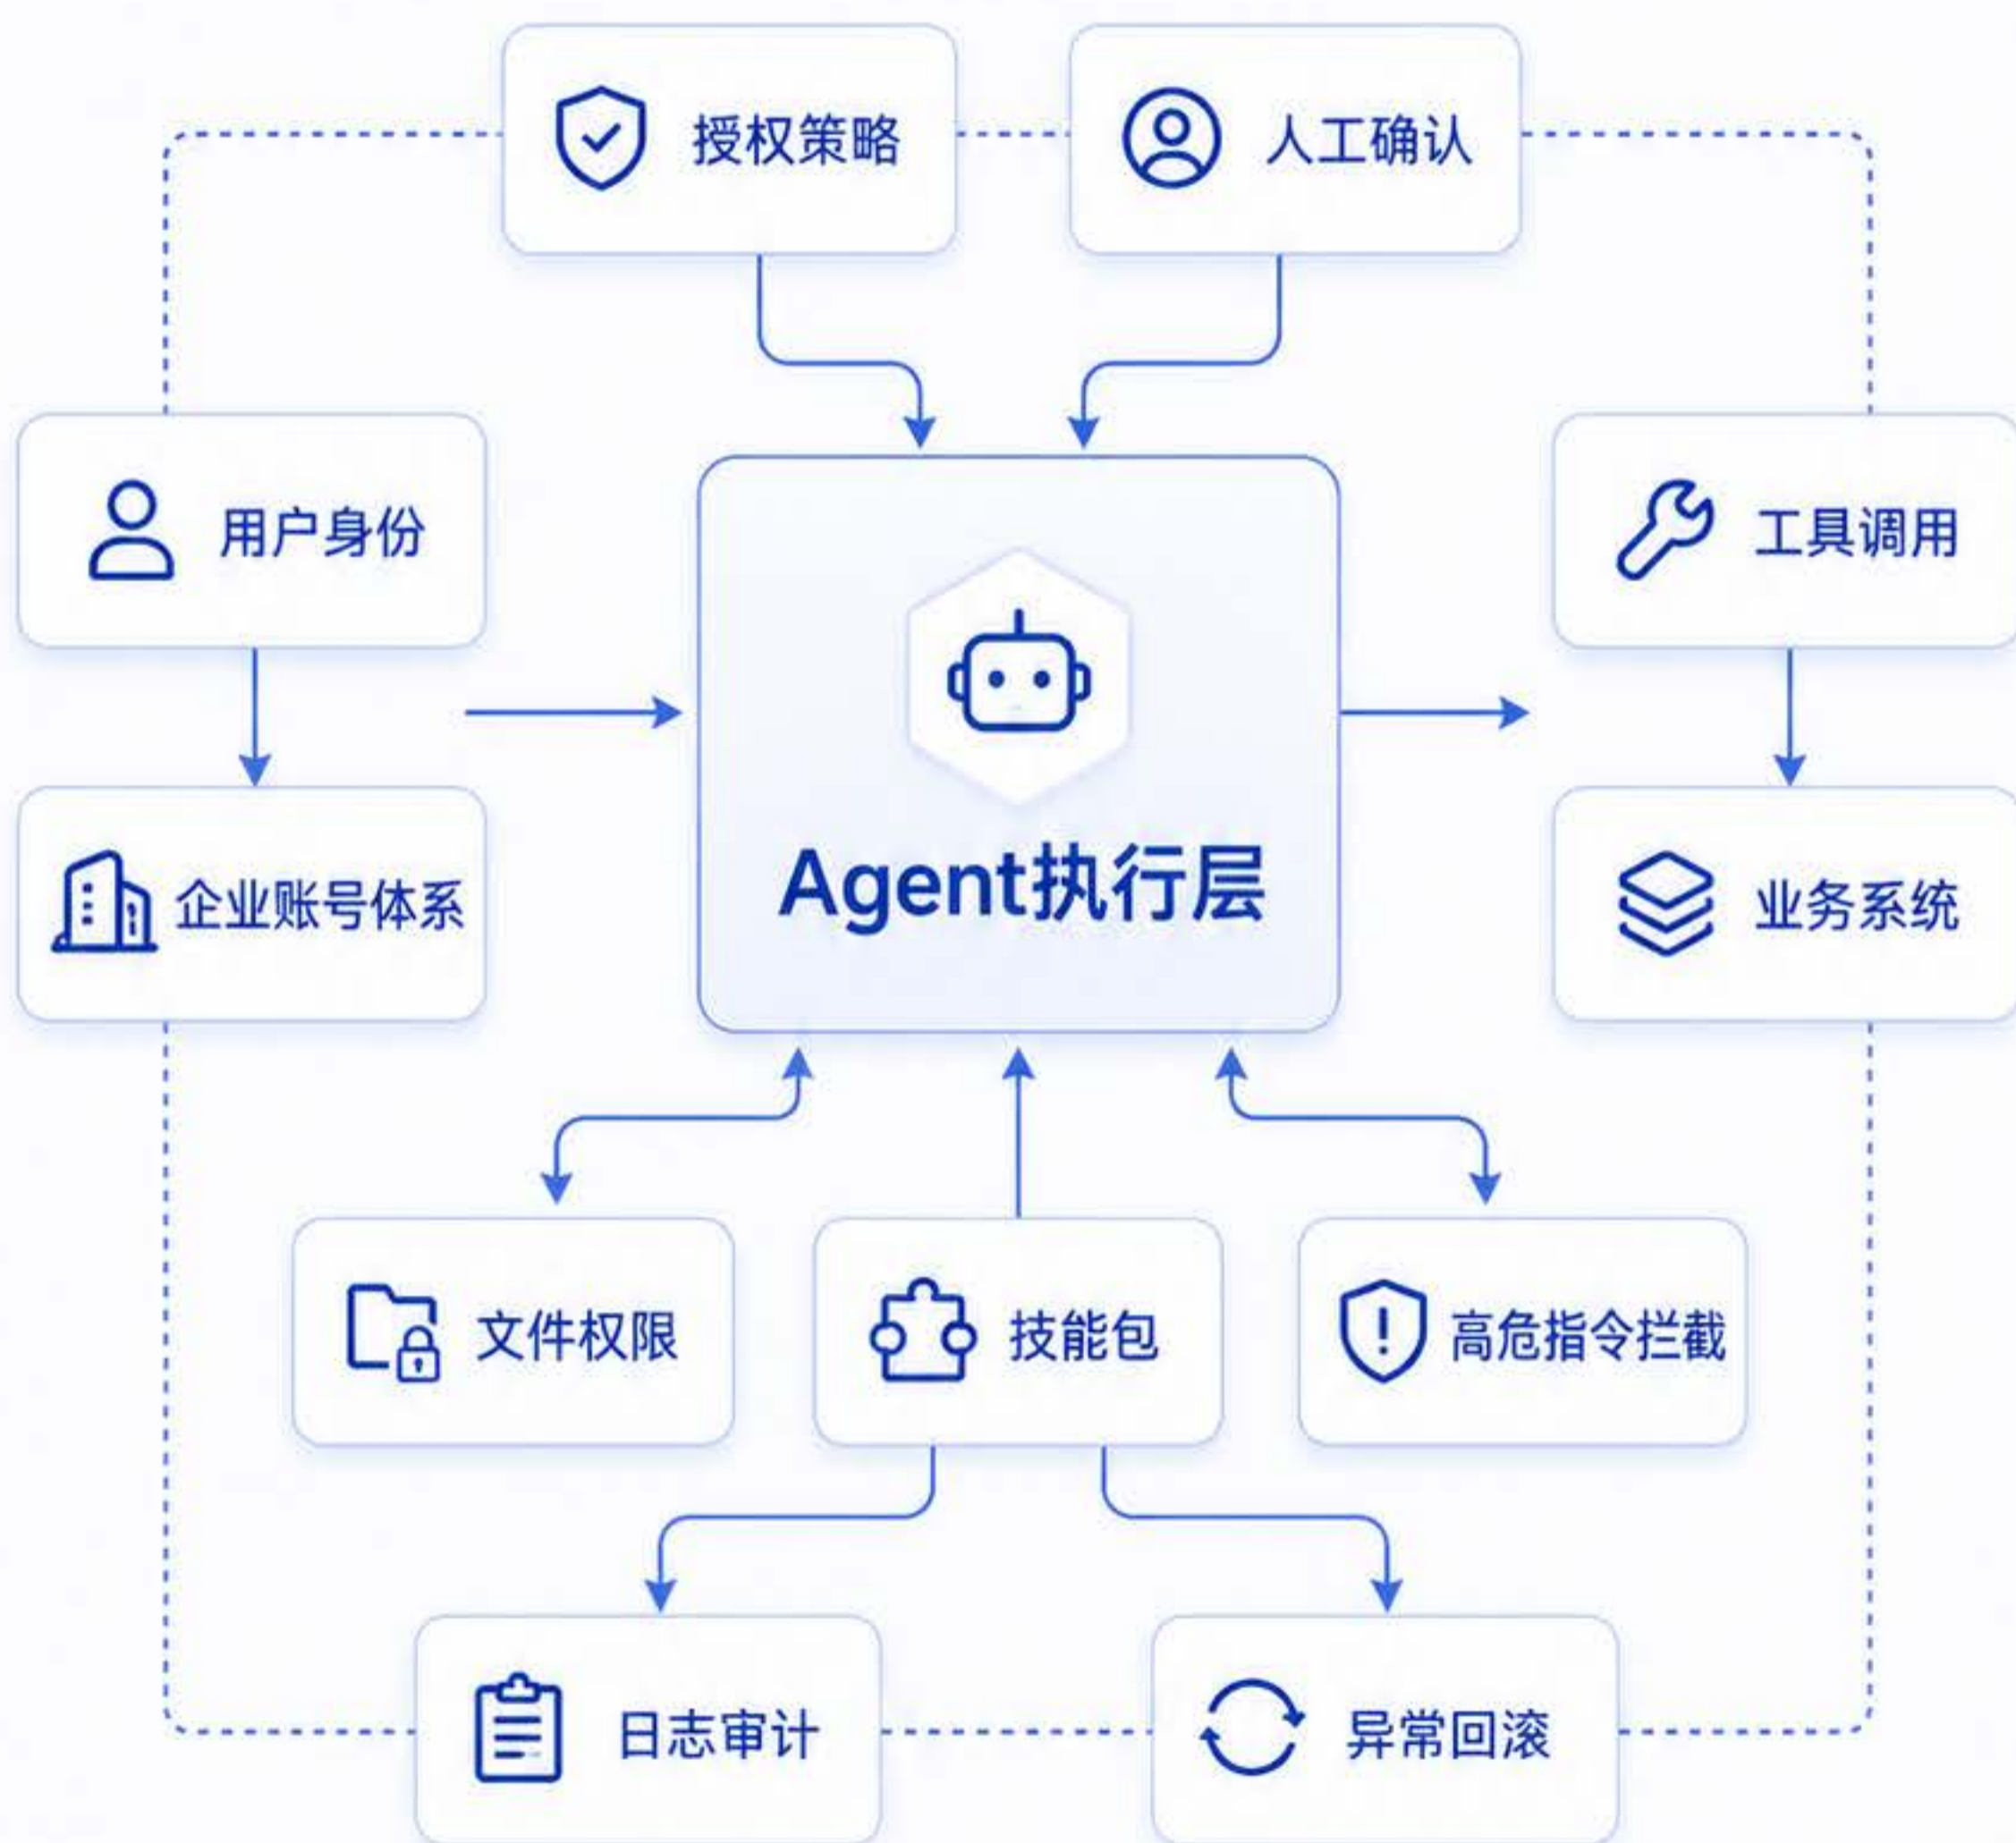 授权策略
人工确认
用户身份
工具调用
Agent执行层
企业账号体系
业务系统
文件权限
技能包
高危指令拦截
日志审计
异常回滚